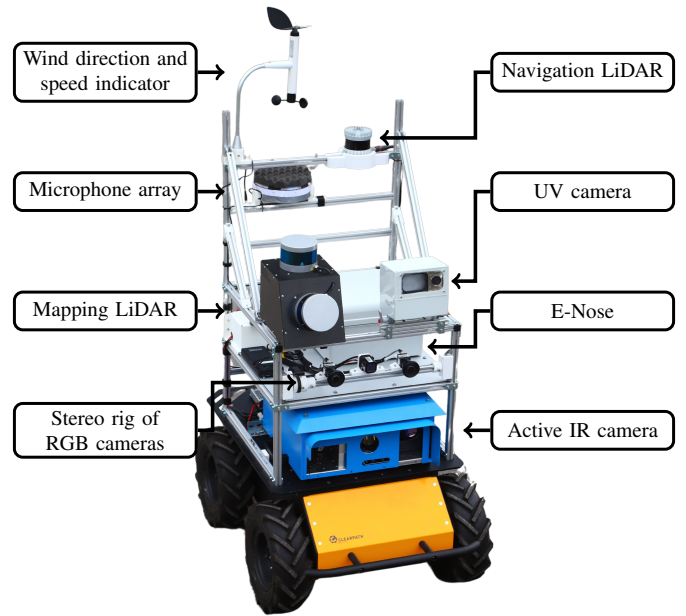 Wind direction and
speed indicator
Navigation LiDAR
Microphone array
UV camera
Mapping LiDAR
E-Nose
Stereo rig of
RGB cameras
Active IR camera
CLEARPATH